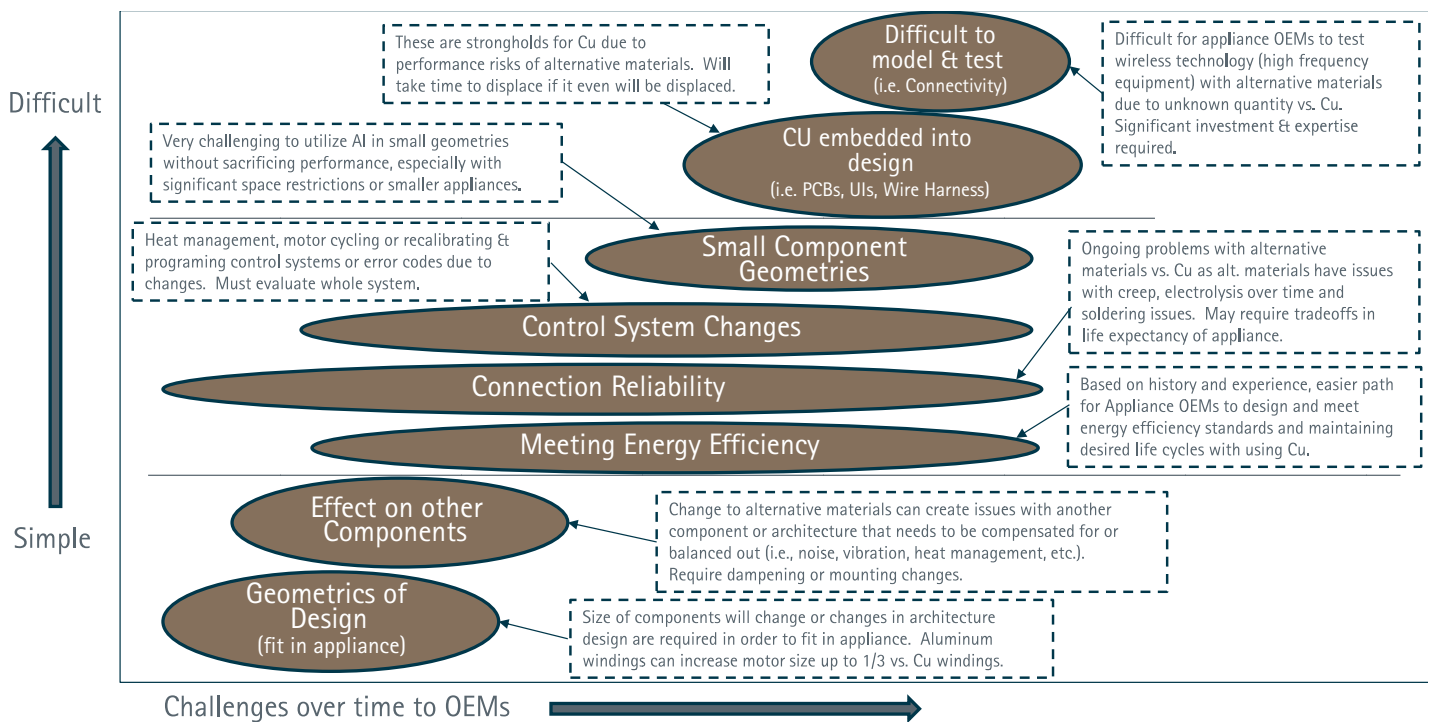 Difficult to
model & test
(i.e. Connectivity)
These are strongholds for Cu due to
performance risks of alternative materials. Will
take time to displace if it even will be displaced.
Difficult for appliance OEMs to test
wireless technology (high frequency
equipment) with alternative materials
due to unknown quantity vs. Cu.
Significant investment & expertise
required.
Difficult
CU embedded into
design
(i.e. PCBs, UIs, Wire Harness)
Very challenging to utilize Al in small geometries
without sacrificing performance, especially with
significant space restrictions or smaller appliances.
Heat management, motor cycling or recalibrating &
programing control systems or error codes due to
changes. Must evaluate whole system.
Small Component
Geometries
Ongoing problems with alternative
materials vs. Cu as alt. materials have issues
with creep, electrolysis over time and
soldering issues. May require tradeoffs in
life expectancy of appliance.
Control System Changes
Connection Reliability
Based on history and experience, easier path
for Appliance OEMs to design and meet
energy efficiency standards and maintaining
desired life cycles with using Cu.
Meeting Energy Efficiency
Effect on other
Components
Change to alternative materials can create issues with another
component or architecture that needs to be compensated for or
balanced out (i.e., noise, vibration, heat management, etc.).
Require dampening or mounting changes.
Simple
Geometrics of
Design
(fit in appliance)
Size of components will change or changes in architecture
design are required in order to fit in appliance. Aluminum
windings can increase motor size up to 1/3 vs. Cu windings.
Challenges over time to OEMs